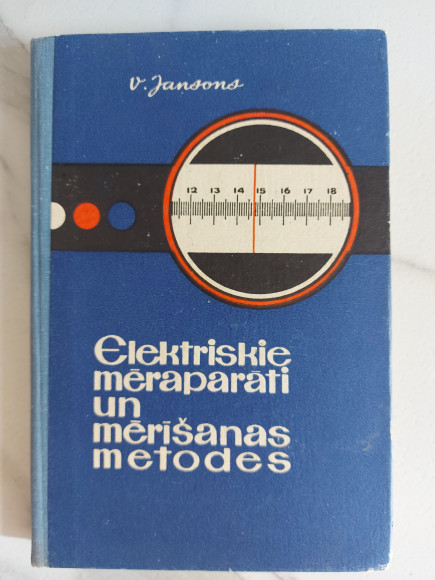 V. Jansons
12 13 14 15 16 17 18
Elektriskie
mēraparāti
un
mērīšanas
metodes